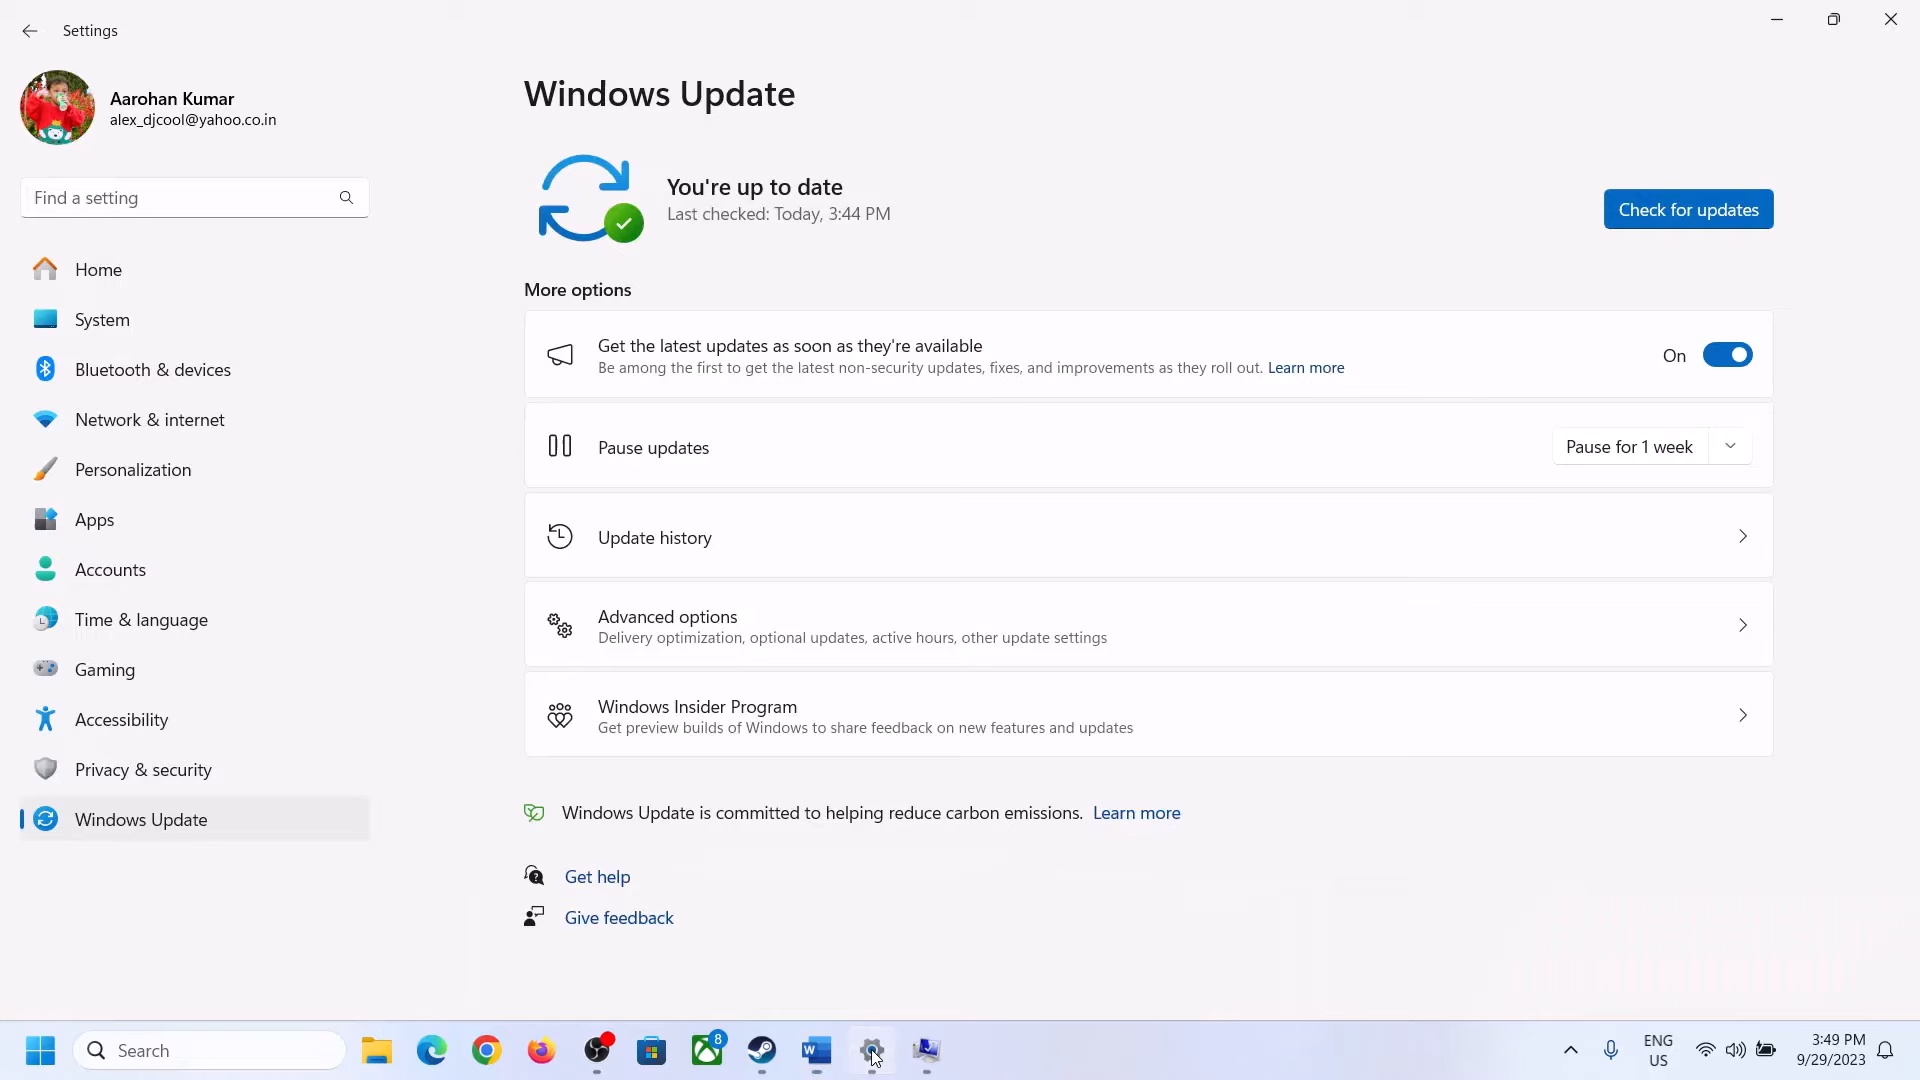 Settings
Aarohan Kumar
alex_djcool@yahoo.co.in
Find a setting
Home
System
Bluetooth & devices
Network & internet
Personalization
Apps
Accounts
Time & language
Gaming
Accessibility
Privacy & security
Windows Update
Windows Update
You're up to date
Last checked: Today, 3:44 PM
Check for updates
More options
Get the latest updates as soon as they're available
Be among the first to get the latest non-security updates, fixes, and improvements as they roll out. Learn more
On
Pause updates
Pause for 1 week
Update history
Advanced options
Delivery optimization, optional updates, active hours, other update settings
Windows Insider Program
Get preview builds of Windows to share feedback on new features and updates
Windows Update is committed to helping reduce carbon emissions. Learn more
Get help
Give feedback
Search
8
W
ENG
US
3:49 PM
9/29/2023